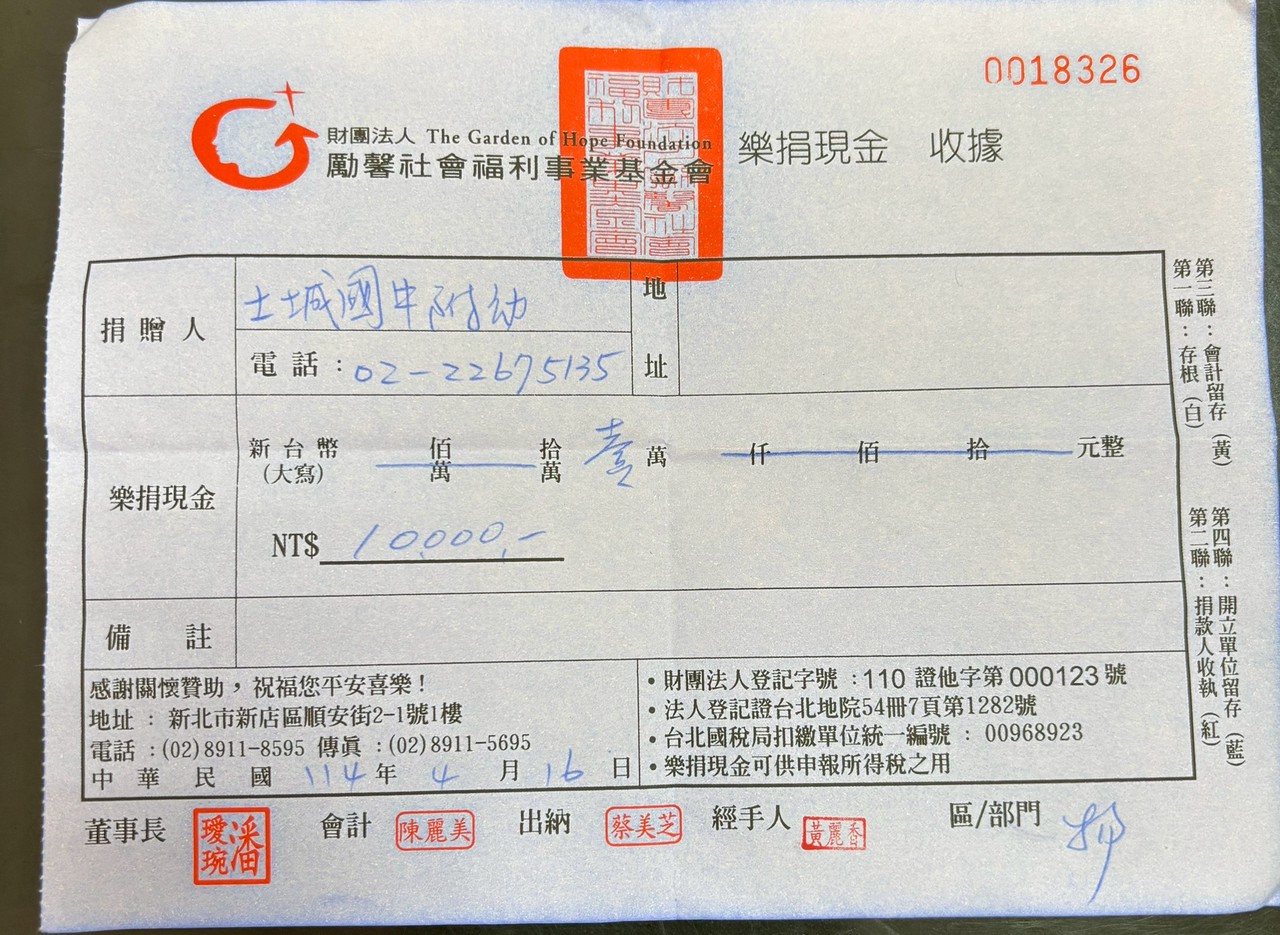 0018326
財團法人 The Garden of Hope Foundation
勵馨社會福利事業基金會
樂捐現金 收據
捐贈人 土城國中附幼
電話：02-22675135
地址
樂捐現金
新台幣(大寫) 佰萬 拾萬 壹萬 仟 佰 拾 元整
NT$ 10,000.-
備註
感謝關懷贊助，祝福您平安喜樂！
地址：新北市新店區順安街2-1號1樓
電話：(02)8911-8595 傳真：(02)8911-5695
中華民國 114 年 4 月 16 日
・財團法人登記字號：110 證他字第 000123 號
・法人登記證台北地院54冊7頁第1282號
・台北國稅局扣繳單位統一編號：00968923
・樂捐現金可供申報所得稅之用
第一聯：存根(白)
第三聯：會計留存(黃)
第二聯：捐款人收執(紅)
第四聯：開立單位留存(藍)
董事長 潘璦琬 會計 陳麗美 出納 蔡美芝 經手人 黃麗香 區/部門